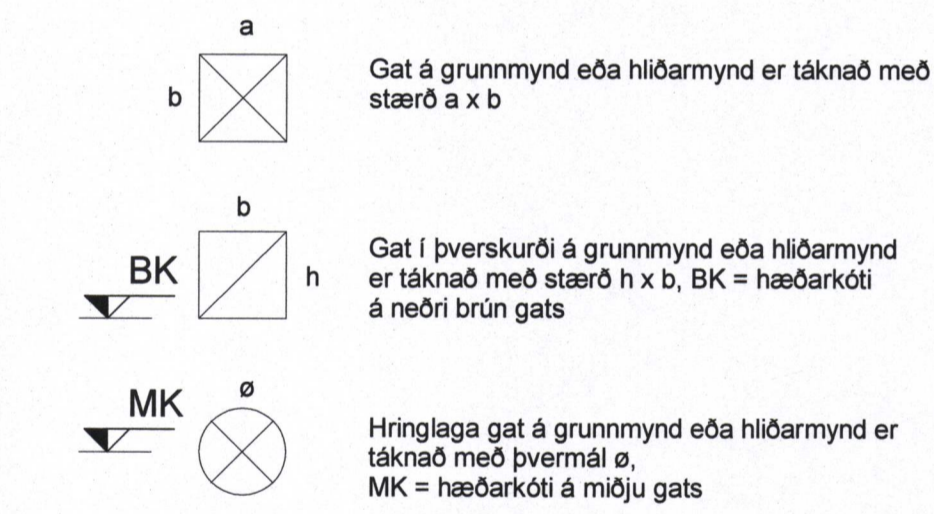 a
b
Gat á grunnmynd eða hliðarmynd er táknað með
stærð a x b
b
BK
h
Gat í þverskurði á grunnmynd eða hliðarmynd
er táknað með stærð h x b, BK = hæðarkóti
á neðri brún gats
MK
ø
Hringlaga gat á grunnmynd eða hliðarmynd er
táknað með þvermál ø,
MK = hæðarkóti á miðju gats